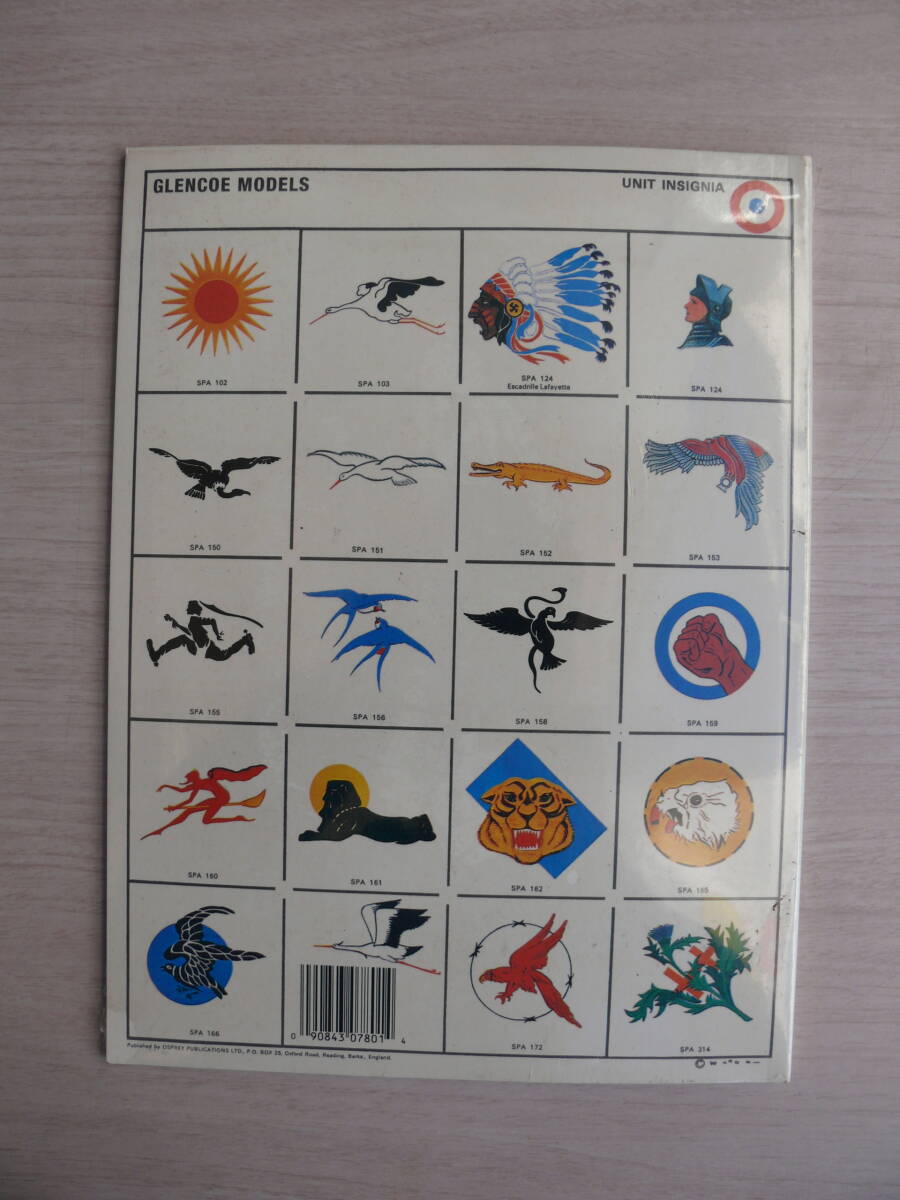 GLENCOE MODELS
UNIT INSIGNIA
SPA 102
SPA 103
SPA 124
Escadrille Lafayette
SPA 124
SPA 150
SPA 151
SPA 152
SPA 153
SPA 155
SPA 156
SPA 158
SPA 159
SPA 160
SPA 161
SPA 162
SPA 165
SPA 166
0 90843 07801 4
SPA 172
SPA 314
Published by OSPREY PUBLICATIONS LTD., P.O. BOX 25, Oxford Road, Reading, Berks, England.
©